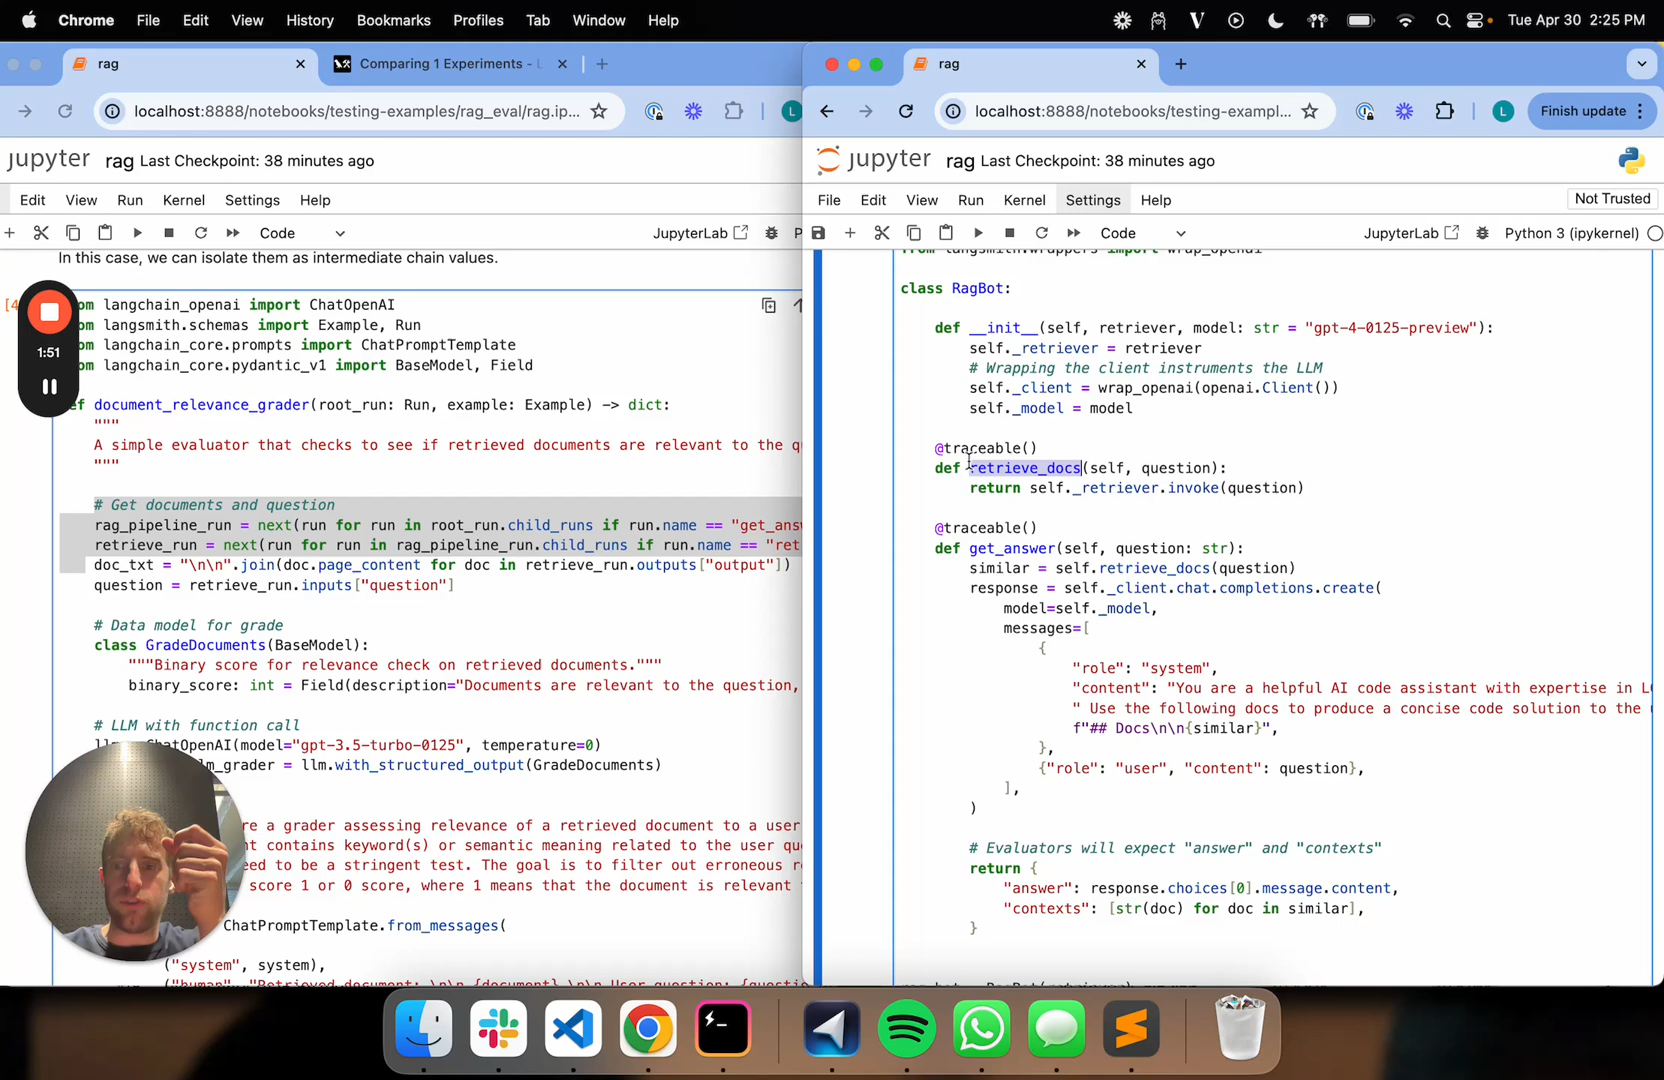 Chrome File Edit View History Bookmarks Profiles Tab Window Help Tue Apr 30 2:25 PM
rag
Comparing 1 Experiments -
localhost:8888/notebooks/testing-examples/rag_eval/rag.ip...
L
jupyter rag Last Checkpoint: 38 minutes ago
Edit View Run Kernel Settings Help
Code JupyterLab
In this case, we can isolate them as intermediate chain values.
1:51
[4
om langchain_openai import ChatOpenAI
om langsmith.schemas import Example, Run
om langchain_core.prompts import ChatPromptTemplate
om langchain_core.pydantic_v1 import BaseModel, Field
ef document_relevance_grader(root_run: Run, example: Example) -> dict:
"""
A simple evaluator that checks to see if retrieved documents are relevant to the q
"""
# Get documents and question
rag_pipeline_run = next(run for run in root_run.child_runs if run.name == "get_ans
retrieve_run = next(run for run in rag_pipeline_run.child_runs if run.name == "ret
doc_txt = "\n\n".join(doc.page_content for doc in retrieve_run.outputs["output"])
question = retrieve_run.inputs["question"]
# Data model for grade
class GradeDocuments(BaseModel):
"""Binary score for relevance check on retrieved documents."""
binary_score: int = Field(description="Documents are relevant to the question,
# LLM with function call
ChatOpenAI(model="gpt-3.5-turbo-0125", temperature=0)
lm_grader = llm.with_structured_output(GradeDocuments)
re a grader assessing relevance of a retrieved document to a user
nt contains keyword(s) or semantic meaning related to the user qu
eed to be a stringent test. The goal is to filter out erroneous r
score 1 or 0 score, where 1 means that the document is relevant
ChatPromptTemplate.from_messages(
("system", system),
("human", "Retrieved document: \n\n {document} \n\n User question: {questio
rag
localhost:8888/notebooks/testing-exampl...
L
Finish update
jupyter rag Last Checkpoint: 38 minutes ago
File Edit View Run Kernel Settings Help Not Trusted
Code JupyterLab Python 3 (ipykernel)
from langsmith.wrappers import wrap_openai
class RagBot:
def __init__(self, retriever, model: str = "gpt-4-0125-preview"):
self._retriever = retriever
# Wrapping the client instruments the LLM
self._client = wrap_openai(openai.Client())
self._model = model
@traceable()
def retrieve_docs(self, question):
return self._retriever.invoke(question)
@traceable()
def get_answer(self, question: str):
similar = self.retrieve_docs(question)
response = self._client.chat.completions.create(
model=self._model,
messages=[
{
"role": "system",
"content": "You are a helpful AI code assistant with expertise in LC
" Use the following docs to produce a concise code solution to the
f"## Docs\n\n{similar}",
},
{"role": "user", "content": question},
],
)
# Evaluators will expect "answer" and "contexts"
return {
"answer": response.choices[0].message.content,
"contexts": [str(doc) for doc in similar],
}